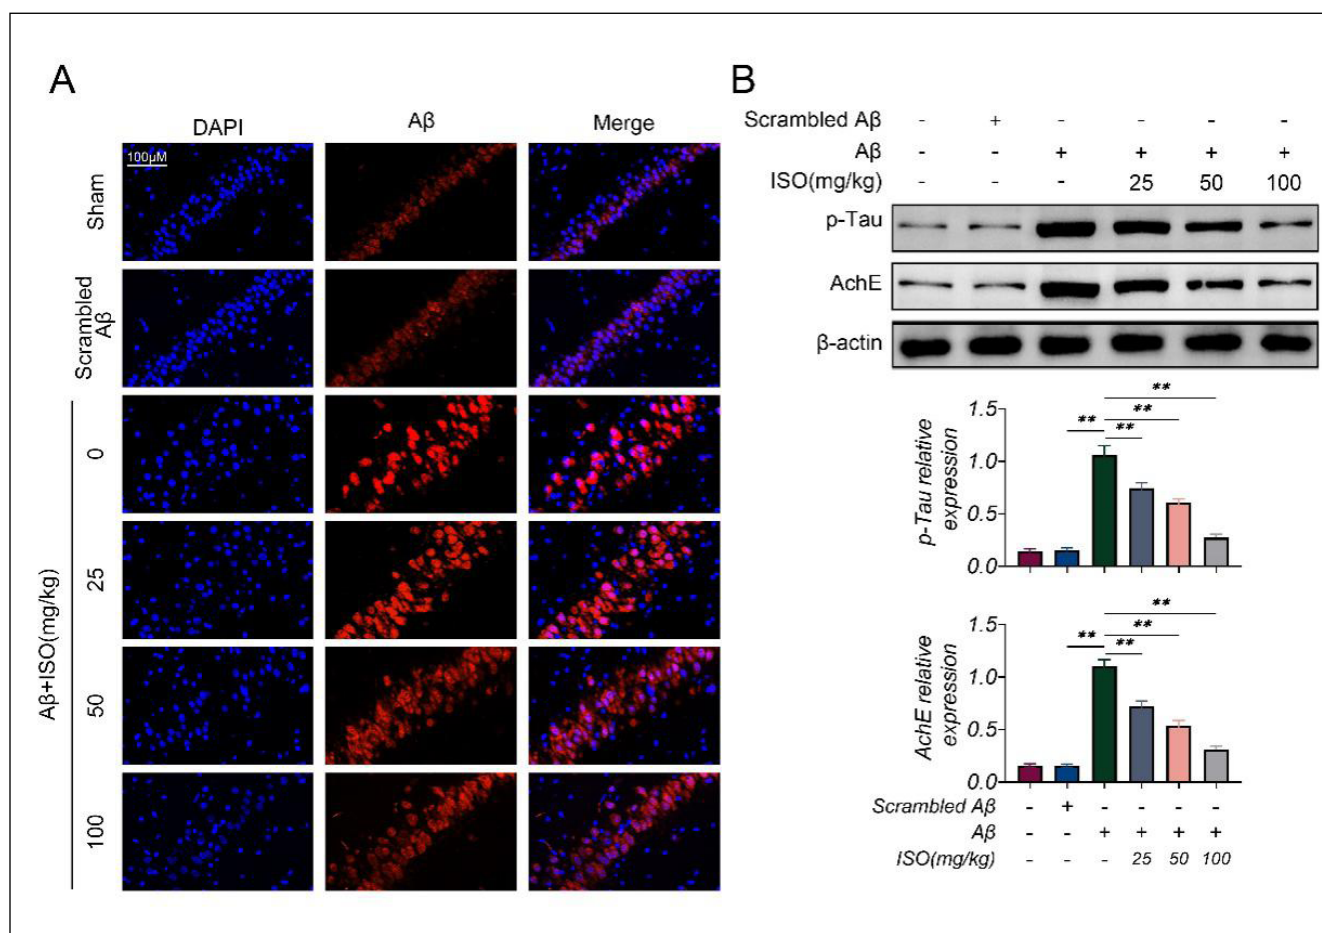 A
DAPI Aβ Merge
100μM
Sham
Scrambled
Aβ
Aβ+ISO(mg/kg)
0
25
50
100
B
Scrambled Aβ - + - - - -
Aβ - - + + + +
ISO(mg/kg) - - - 25 50 100
p-Tau
AchE
β-actin
p-Tau relative
expression
1.5
1.0
0.5
0.0
** ** ** **
AchE relative
expression
1.5
1.0
0.5
0.0
** ** ** **
Scrambled Aβ - + - - - -
Aβ - - + + + +
ISO(mg/kg) - - - 25 50 100